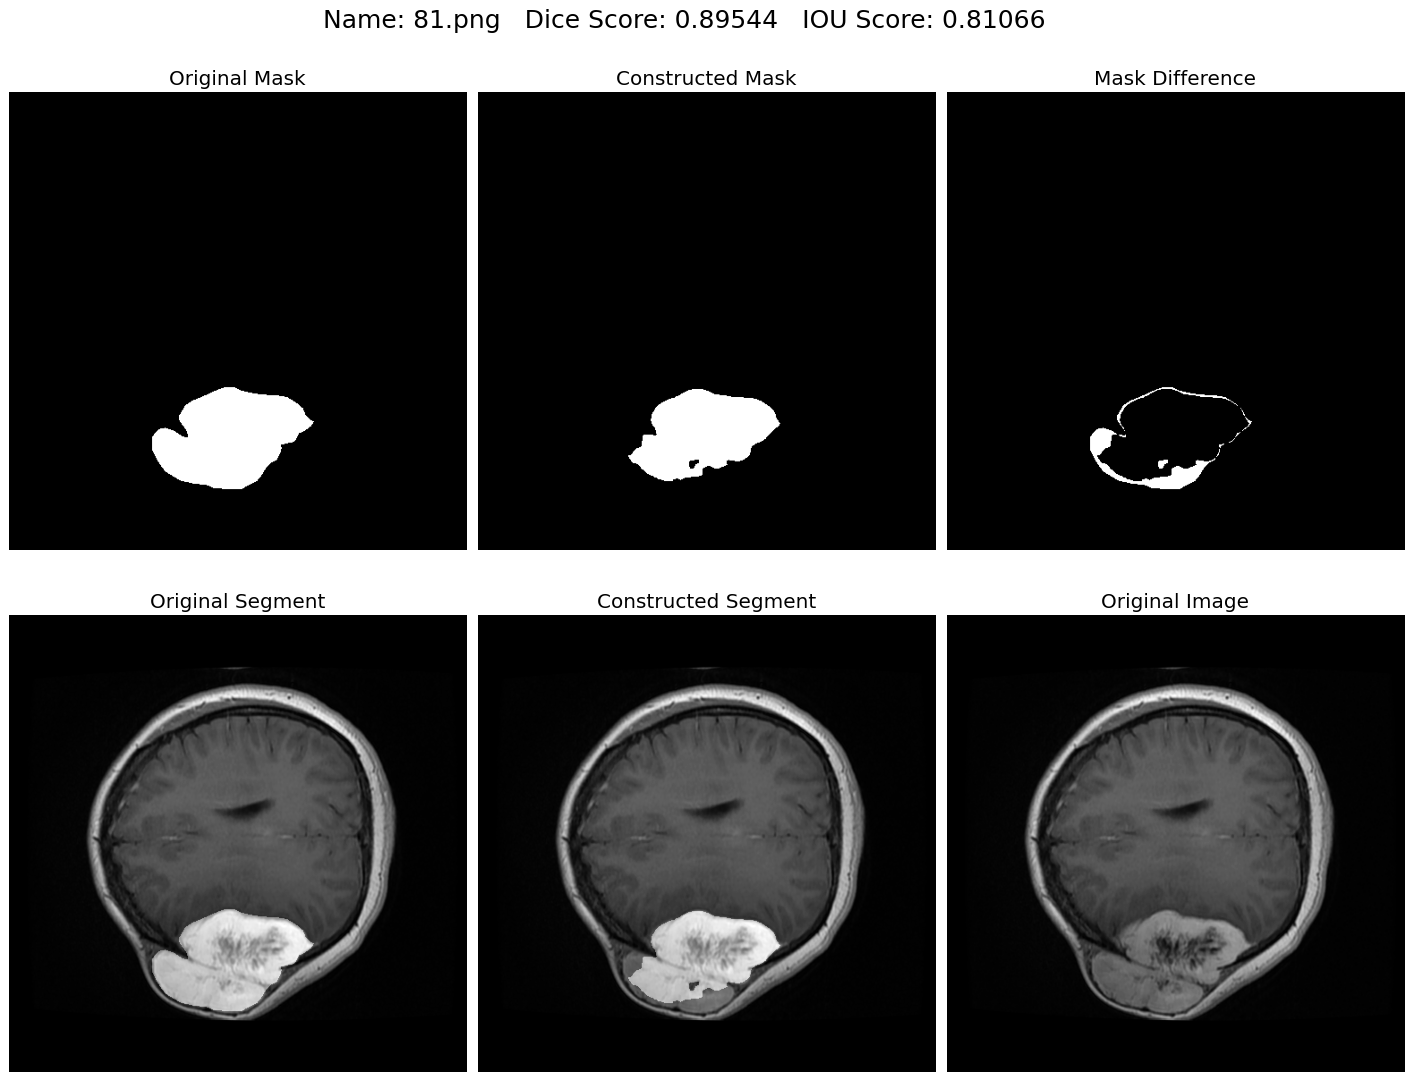 Name: 81.png   Dice Score: 0.89544   IOU Score: 0.81066
Original Mask
Constructed Mask
Mask Difference
Original Segment
Constructed Segment
Original Image